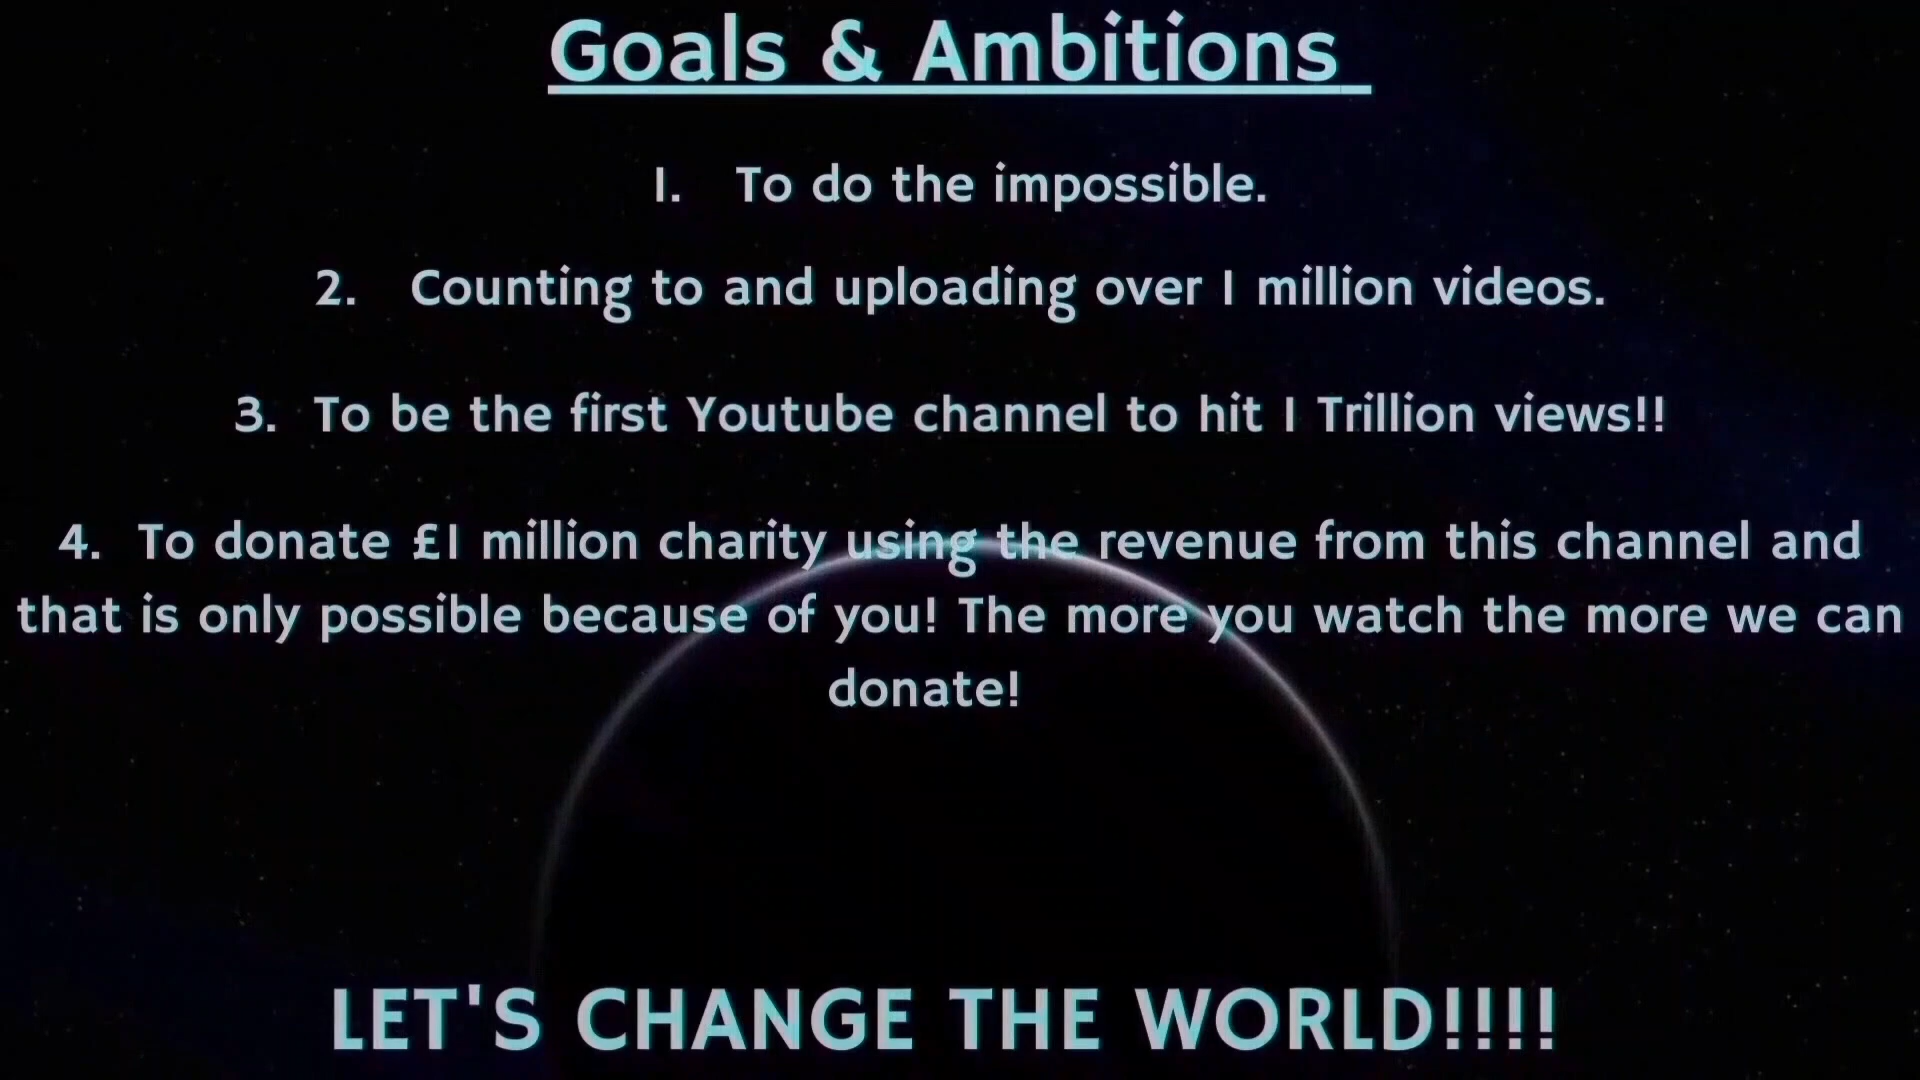 Goals & Ambitions
1. To do the impossible.
2. Counting to and uploading over 1 million videos.
3. To be the first Youtube channel to hit 1 Trillion views!!
4. To donate £1 million charity using the revenue from this channel and
that is only possible because of you! The more you watch the more we can
donate!
LET'S CHANGE THE WORLD!!!!